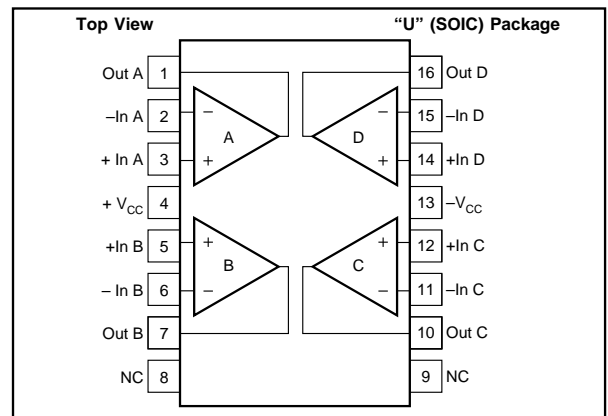 Top View “U” (SOIC) Package
Out A 1 16 Out D
–In A 2 – – 15 –In D
A D
+ In A 3 + + 14 +In D
+ VCC 4 13 –VCC
+In B 5 + + 12 +In C
B C
– In B 6 – – 11 –In C
Out B 7 10 Out C
NC 8 9 NC